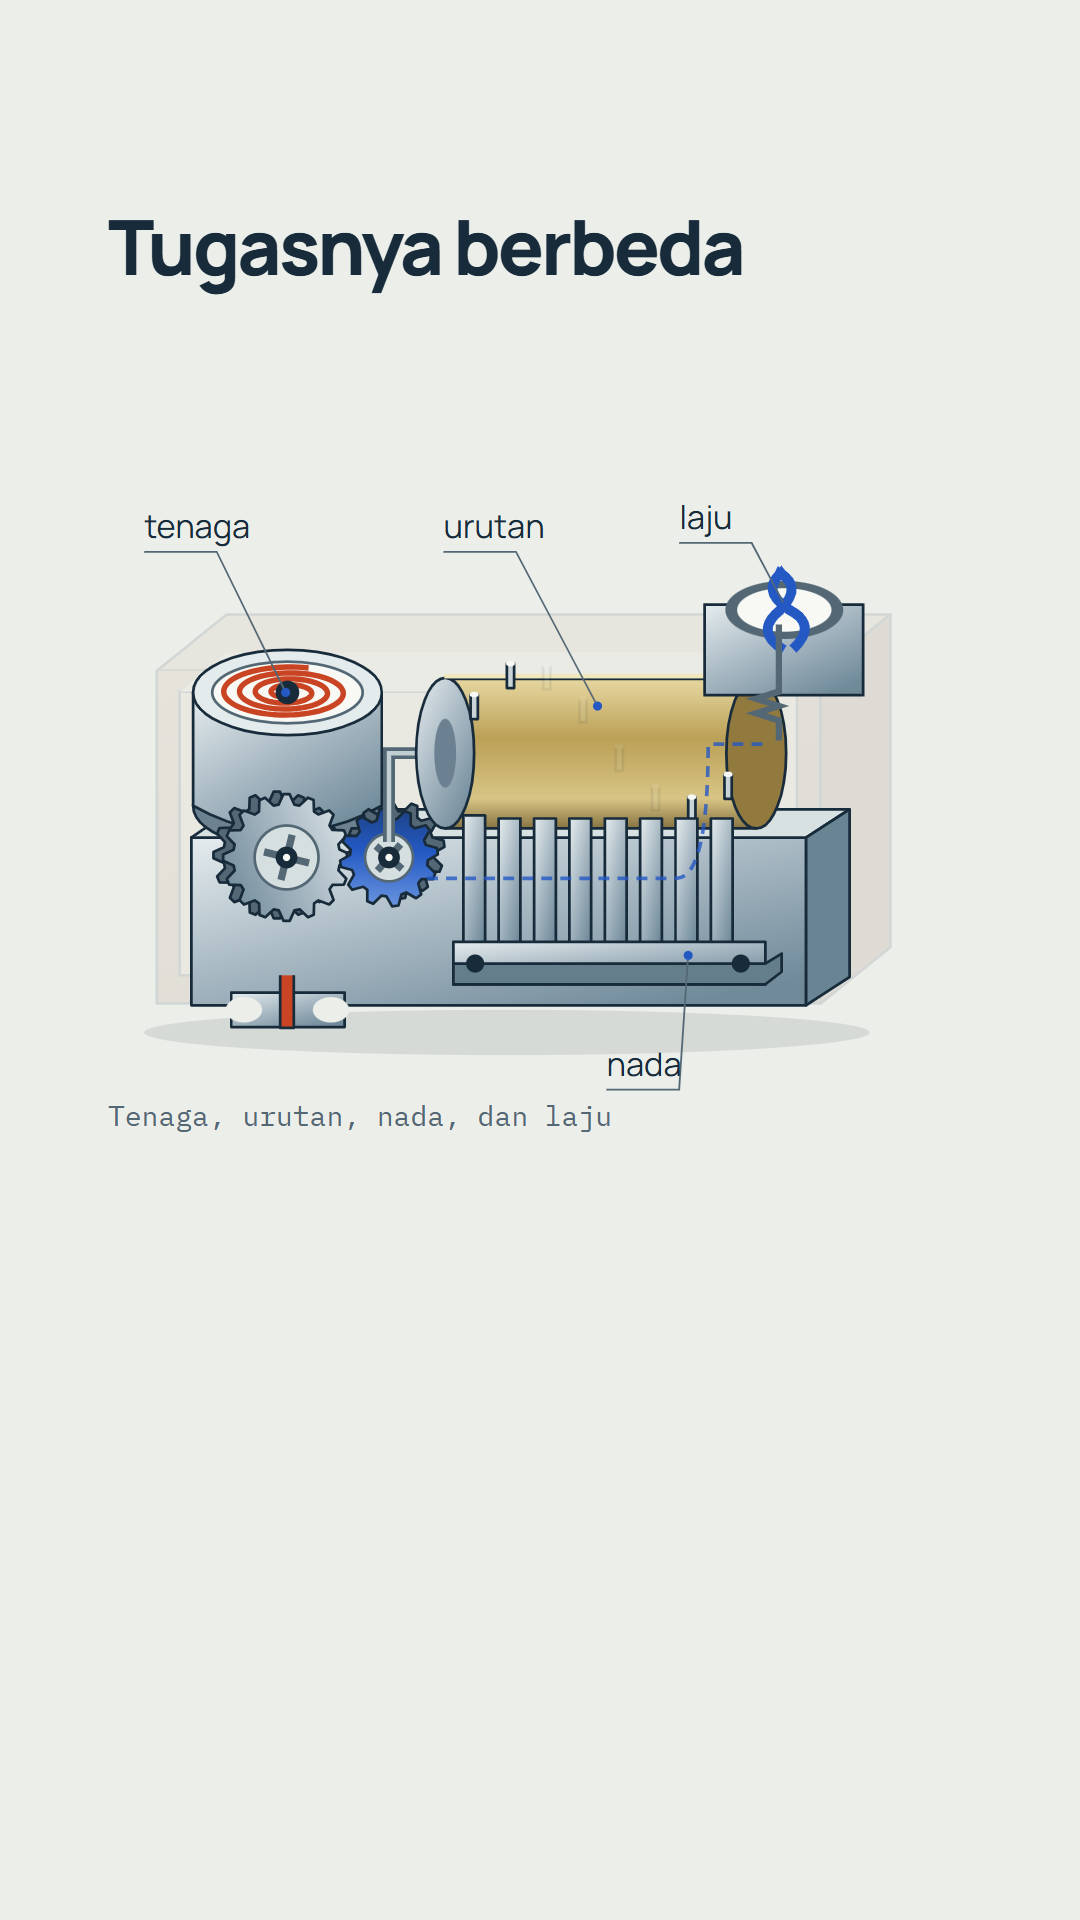 Tugasnya berbeda
tenaga
urutan
laju
nada
Tenaga, urutan, nada, dan laju